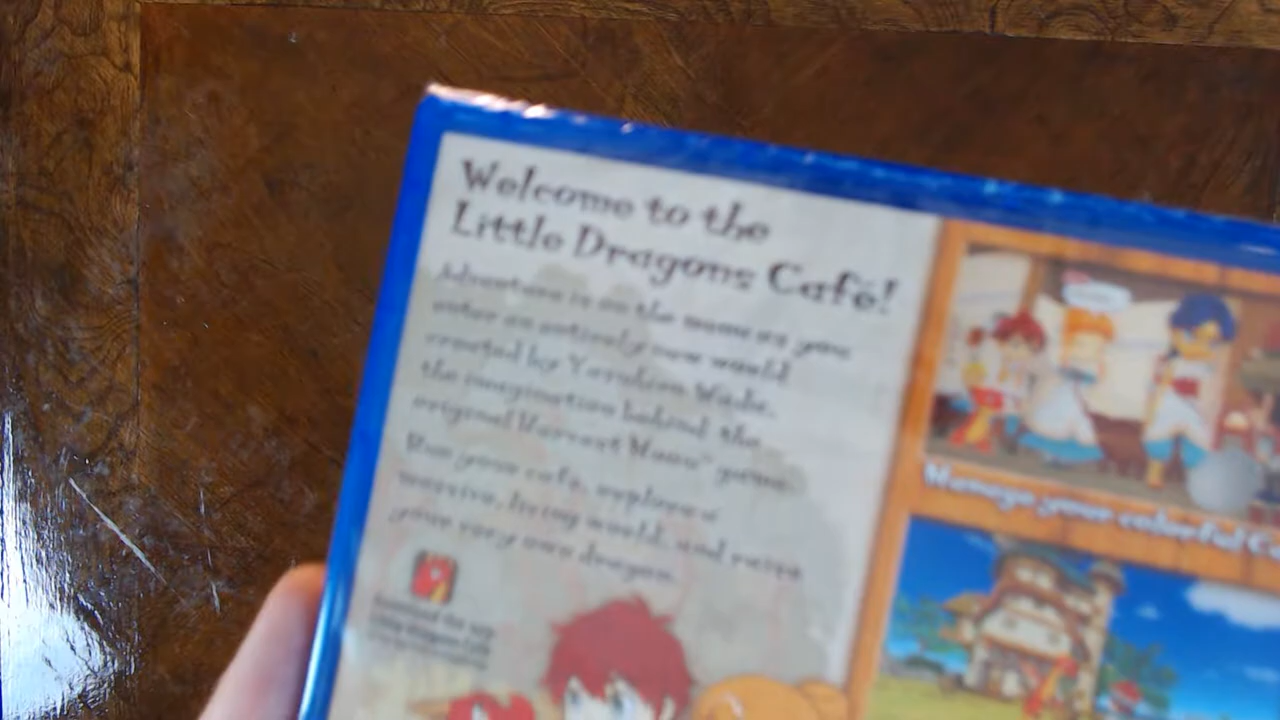 Welcome to the
Little Dragons Café!
Adventure is on the menu as you
enter an entirely new world
created by Yasuhiro Wada,
the imagination behind the
original Harvest Moon™ game.
Run your café, explore a
massive, living world, and raise
your very own dragon.
Manage your colorful